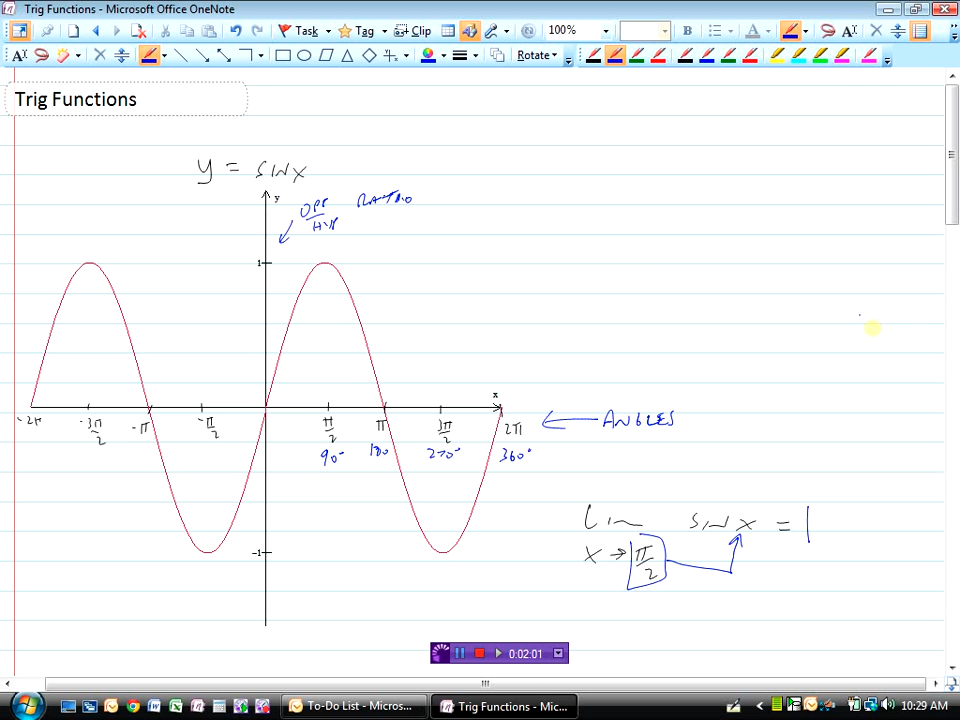 Trig Functions - Microsoft Office OneNote
Task Tag Clip 100% B A
Rotate
Trig Functions
y = sinx
y
OPP RATIO
HYP
1
x
-2π -3π/2 -π -π/2 π/2 π 3π/2 2π
90° 180 270° 360°
ANGLES
Lim sinx = 1
x→π/2
-1
0:02:01
To-Do List - Micros... Trig Functions - Mic... 10:29 AM